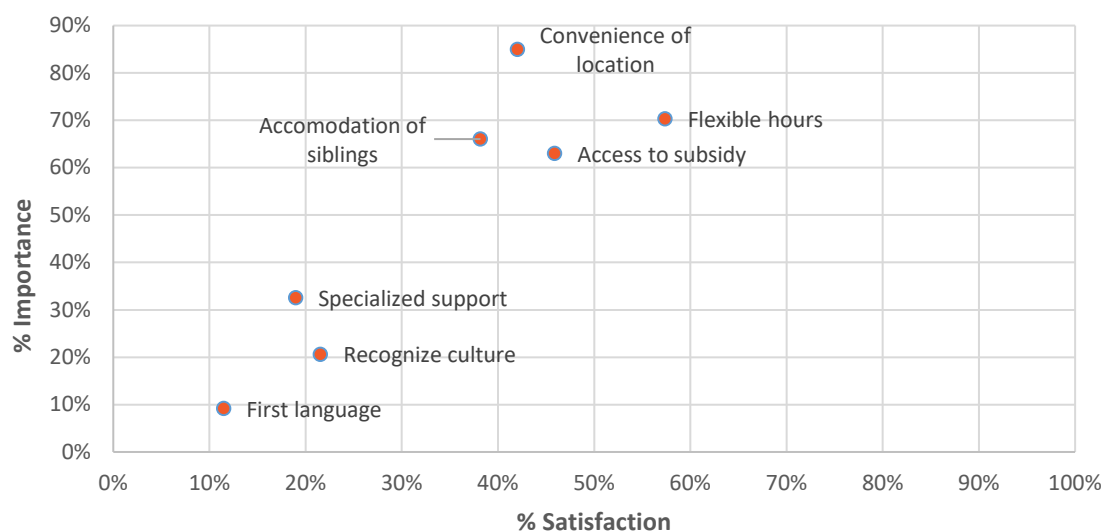 90%
80%
70%
60%
50%
40%
30%
20%
10%
0%
% Importance
Convenience of
location
Flexible hours
Accomodation of
siblings
Access to subsidy
Specialized support
Recognize culture
First language
0%
10%
20%
30%
40%
50%
60%
70%
80%
90%
100%
% Satisfaction